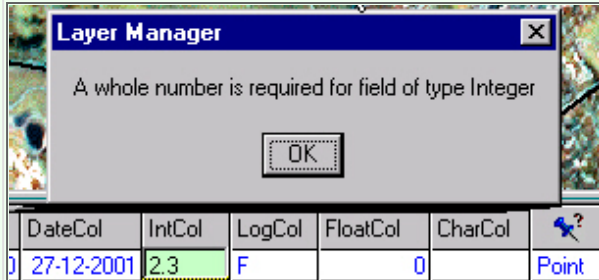 Layer Manager
A whole number is required for field of type Integer
OK
DateCol IntCol LogCol FloatCol CharCol
27-12-2001 2.3 F 0 Point